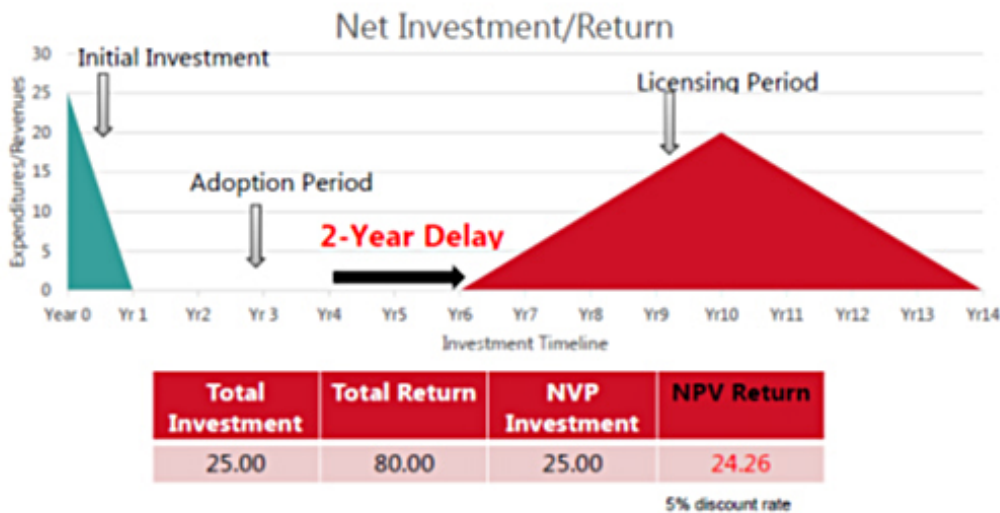 Net Investment/Return
Expenditures/Revenues
30
25
20
15
10
5
0
Initial Investment
Adoption Period
2-Year Delay
Licensing Period
Year 0 Yr 1 Yr2 Yr 3 Yr4 Yr5 Yr6 Yr7 Yr8 Yr9 Yr10 Yr11 Yr12 Yr13 Yr14
Investment Timeline
Total Investment Total Return NVP Investment NPV Return
25.00 80.00 25.00 24.26
5% discount rate